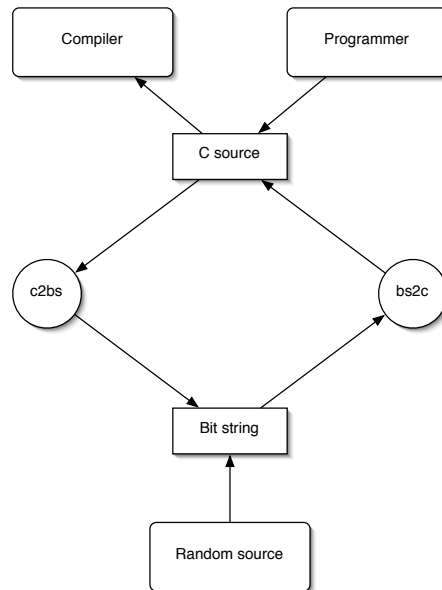 Compiler
Programmer
C source
c2bs
bs2c
Bit string
Random source